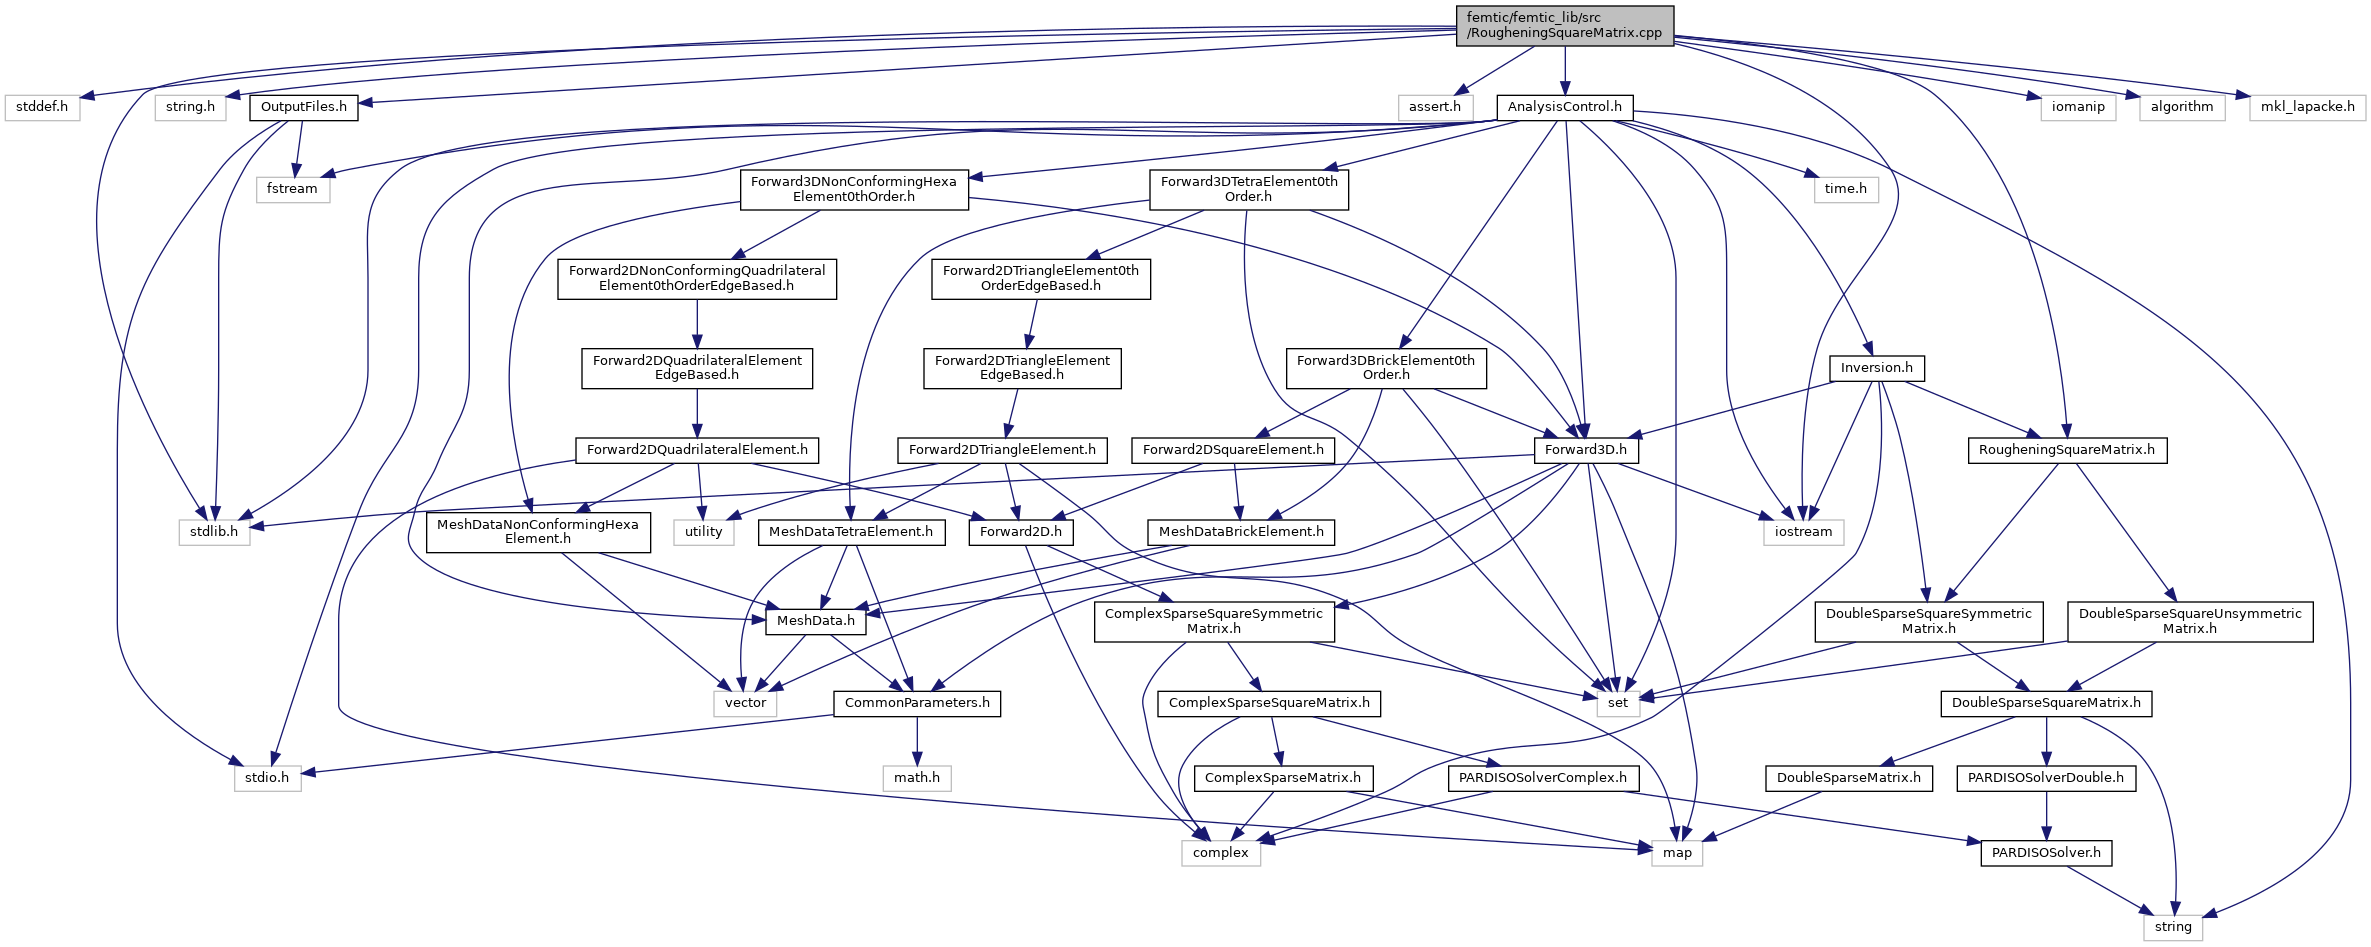 femtic/femtic_lib/src
/RougheningSquareMatrix.cpp
stddef.h
string.h
OutputFiles.h
assert.h
AnalysisControl.h
iomanip
algorithm
mkl_lapacke.h
fstream
Forward3DNonConformingHexa
Element0thOrder.h
Forward3DTetraElement0th
Order.h
time.h
Forward2DNonConformingQuadrilateral
Element0thOrderEdgeBased.h
Forward2DTriangleElement0th
OrderEdgeBased.h
Forward2DQuadrilateralElement
EdgeBased.h
Forward2DTriangleElement
EdgeBased.h
Forward3DBrickElement0th
Order.h
Inversion.h
Forward2DQuadrilateralElement.h
Forward2DTriangleElement.h
Forward2DSquareElement.h
Forward3D.h
RougheningSquareMatrix.h
stdlib.h
MeshDataNonConformingHexa
Element.h
utility
MeshDataTetraElement.h
Forward2D.h
MeshDataBrickElement.h
iostream
MeshData.h
ComplexSparseSquareSymmetric
Matrix.h
DoubleSparseSquareSymmetric
Matrix.h
DoubleSparseSquareUnsymmetric
Matrix.h
vector
CommonParameters.h
ComplexSparseSquareMatrix.h
set
DoubleSparseSquareMatrix.h
stdio.h
math.h
ComplexSparseMatrix.h
PARDISOSolverComplex.h
DoubleSparseMatrix.h
PARDISOSolverDouble.h
complex
map
PARDISOSolver.h
string